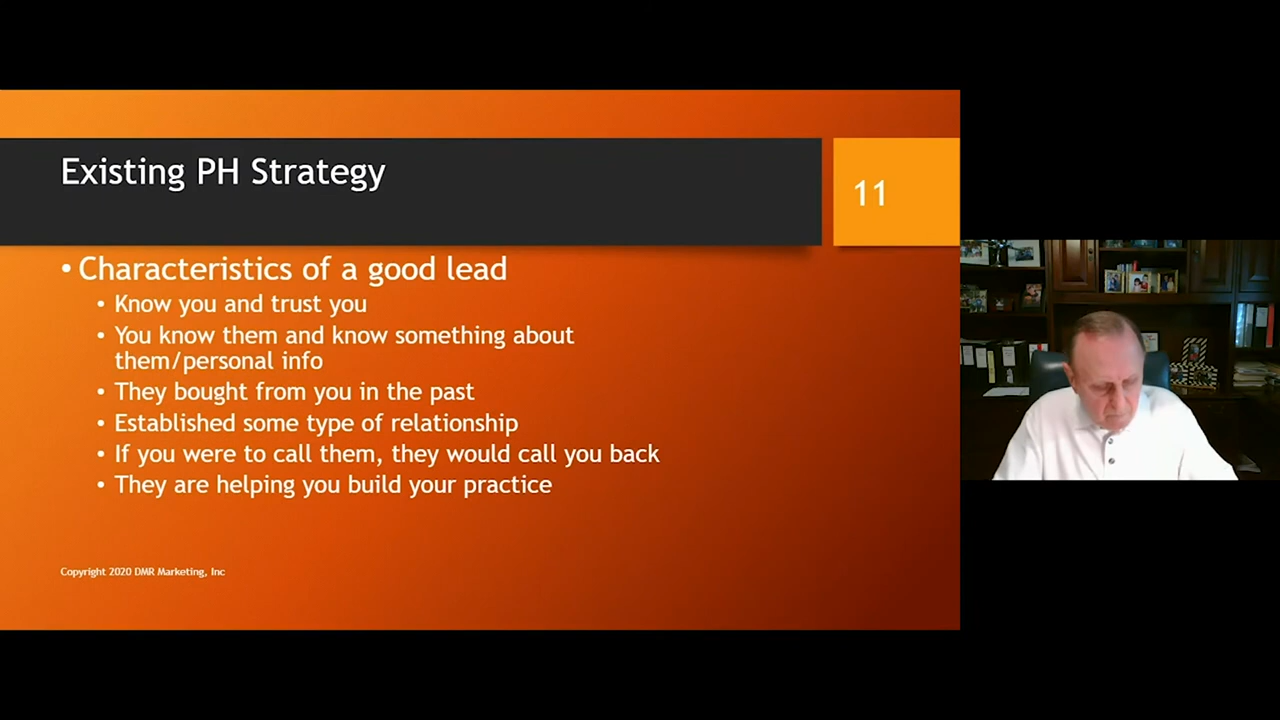 Existing PH Strategy
11
• Characteristics of a good lead
• Know you and trust you
• You know them and know something about
them/personal info
• They bought from you in the past
• Established some type of relationship
• If you were to call them, they would call you back
• They are helping you build your practice
Copyright 2020 DMR Marketing, Inc